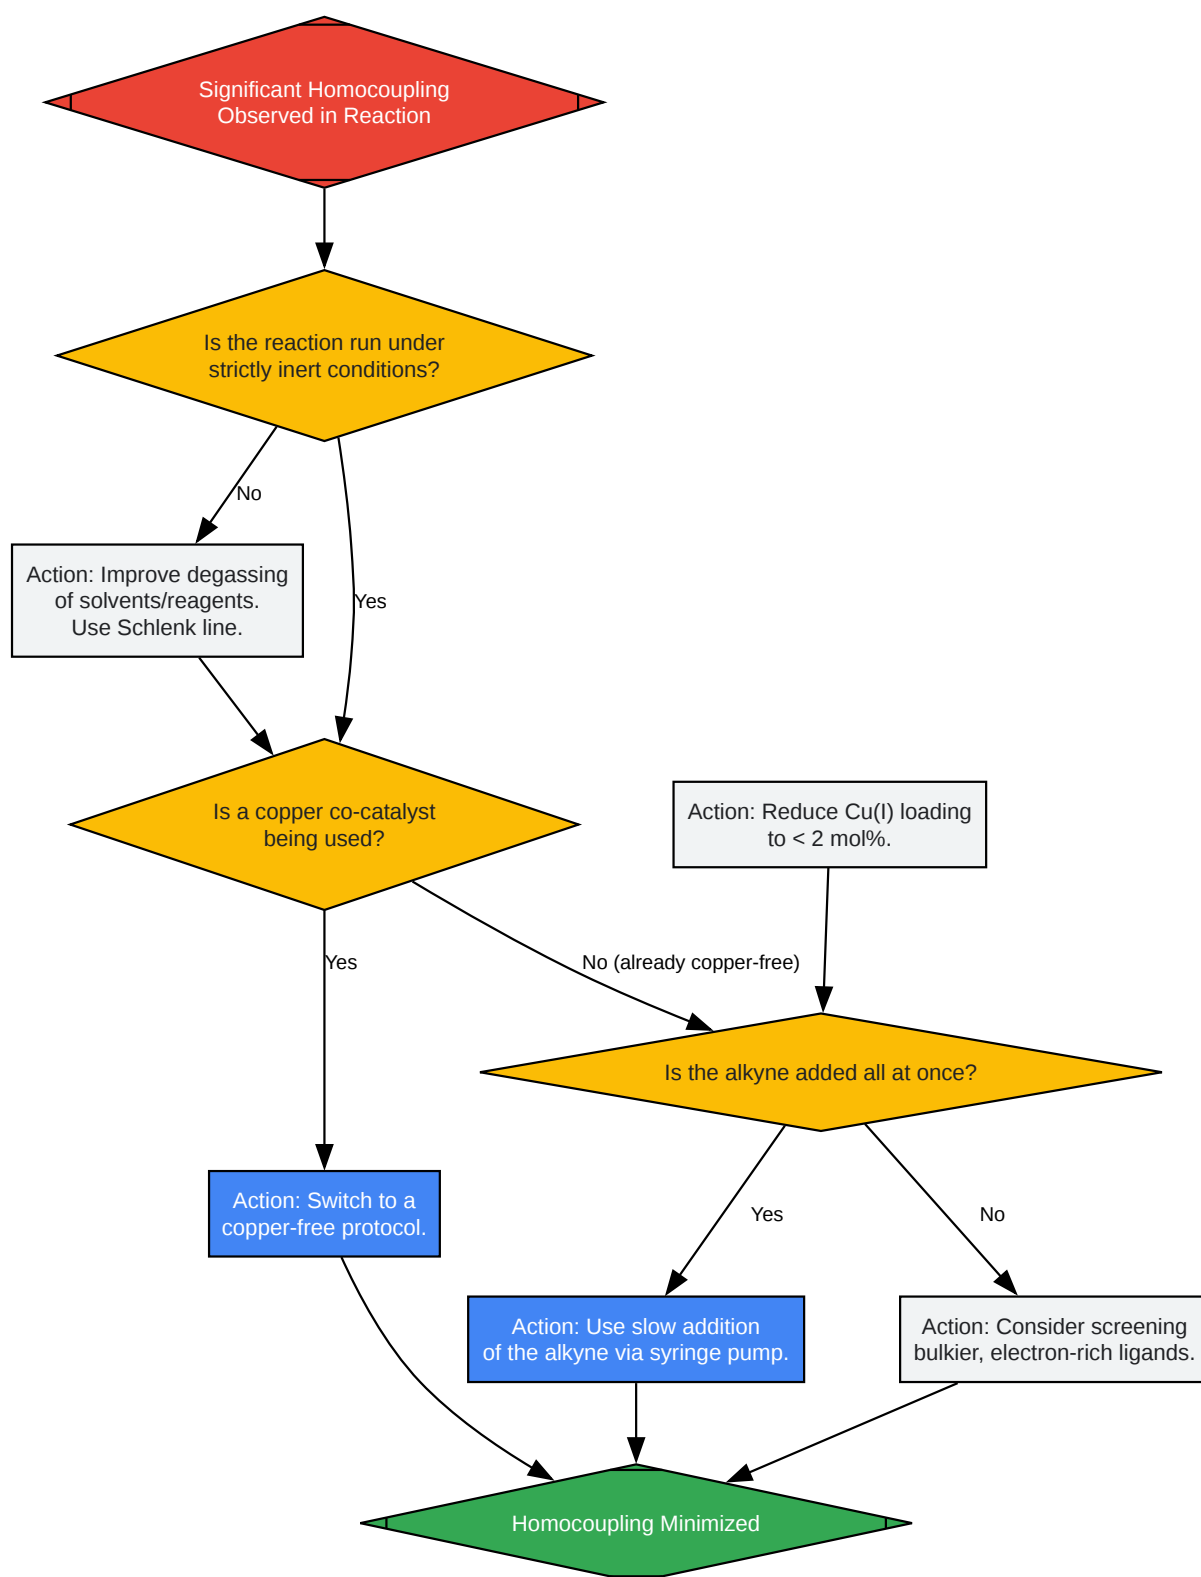 Significant Homocoupling
Observed in Reaction
Is the reaction run under
strictly inert conditions?
No
Action: Improve degassing
of solvents/reagents.
Use Schlenk line.
Yes
Is a copper co-catalyst
being used?
Action: Reduce Cu(I) loading
to < 2 mol%.
Yes
No (already copper-free)
Is the alkyne added all at once?
Action: Switch to a
copper-free protocol.
Yes
No
Action: Use slow addition
of the alkyne via syringe pump.
Action: Consider screening
bulkier, electron-rich ligands.
Homocoupling Minimized